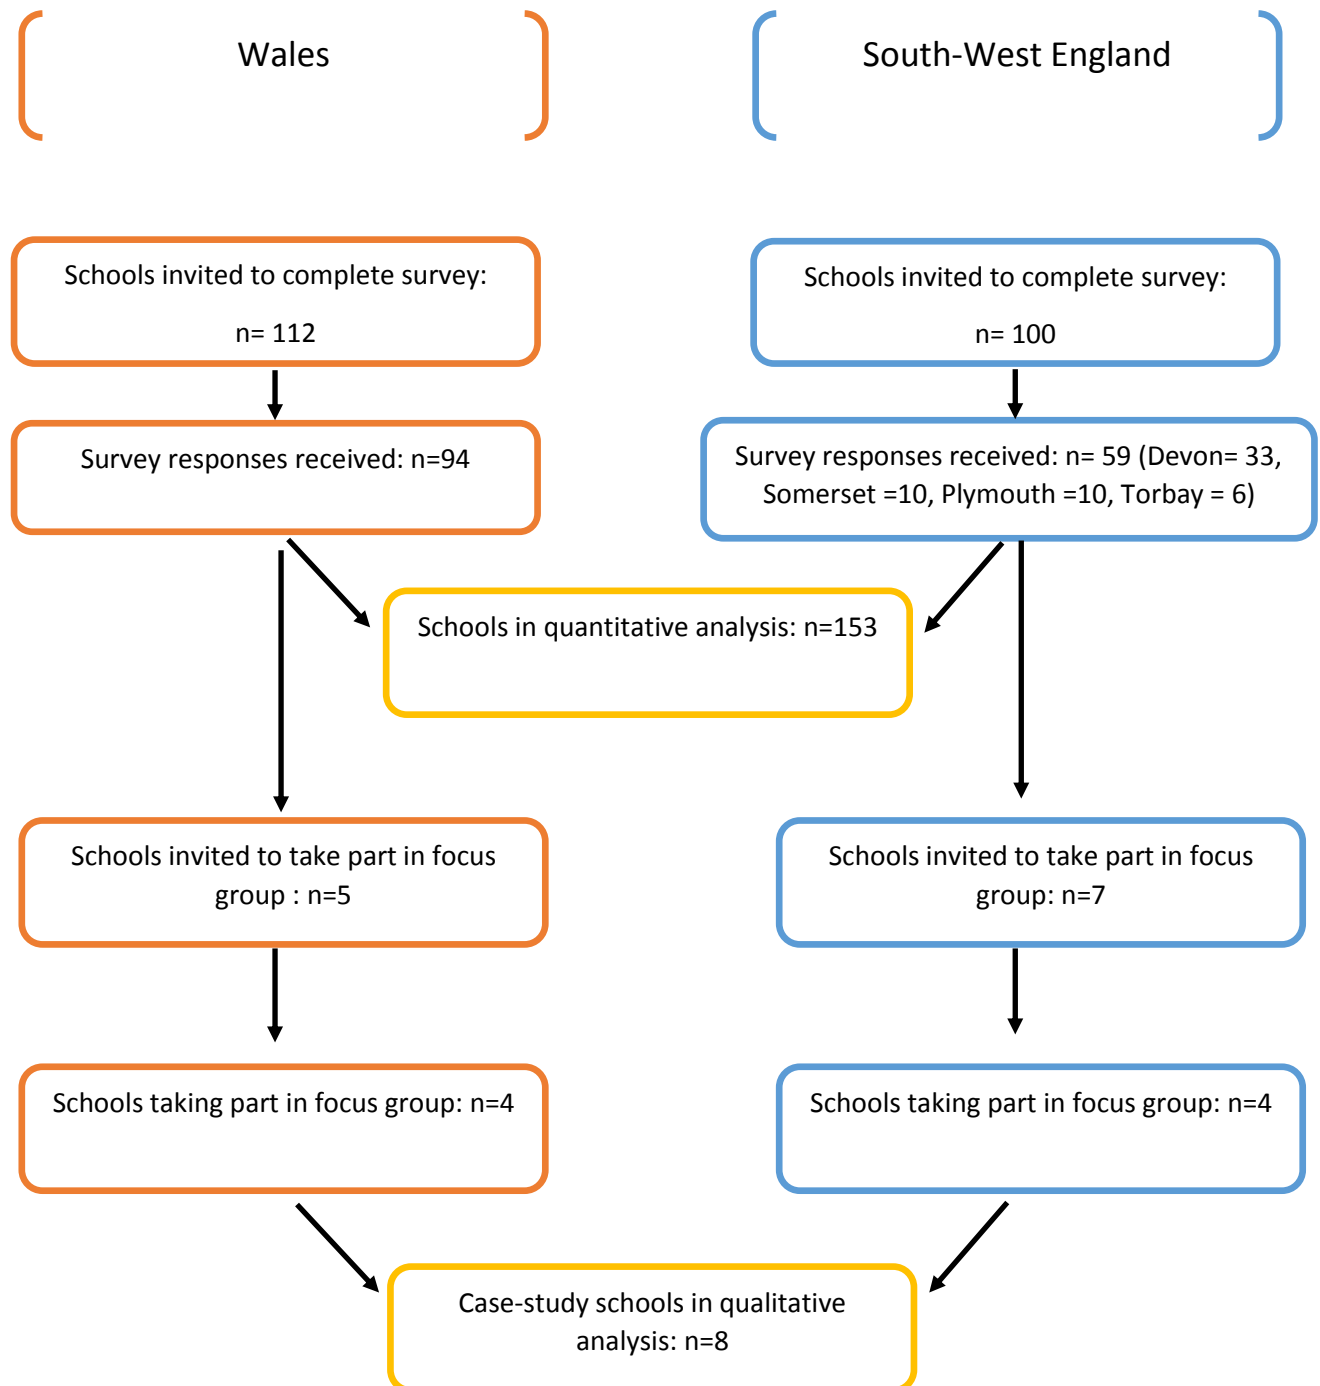 Wales
South-West England
Schools invited to complete survey:
n= 112
Schools invited to complete survey:
n= 100
Survey responses received: n=94
Survey responses received: n= 59 (Devon= 33,
Somerset =10, Plymouth =10, Torbay = 6)
Schools in quantitative analysis: n=153
Schools invited to take part in focus
group : n=5
Schools invited to take part in focus
group: n=7
Schools taking part in focus group: n=4
Schools taking part in focus group: n=4
Case-study schools in qualitative
analysis: n=8